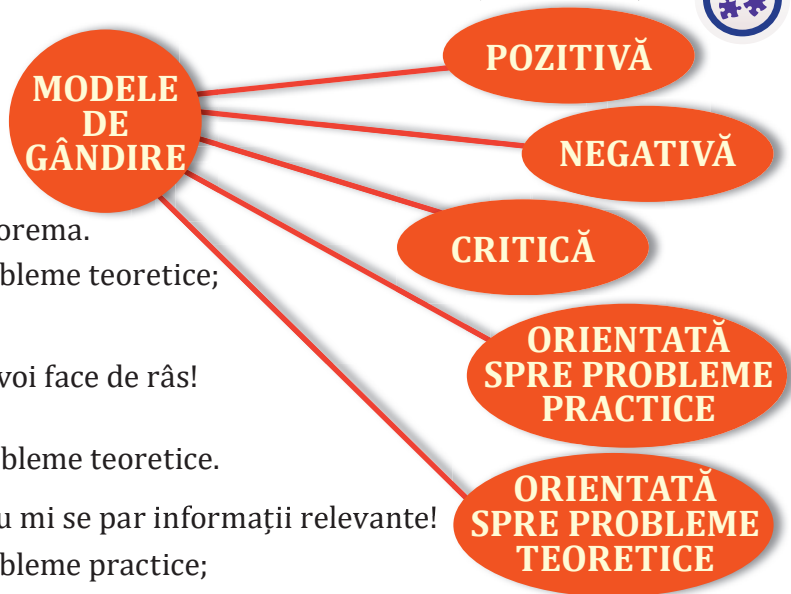 MODELE
DE
GÂNDIRE
POZITIVĂ
NEGATIVĂ
CRITICĂ
ORIENTATĂ
SPRE PROBLEME
PRACTICE
ORIENTATĂ
SPRE PROBLEME
TEORETICE
orema.
bleme teoretice;
voi face de râs!
bleme teoretice.
u mi se par informații relevante!
bleme practice;